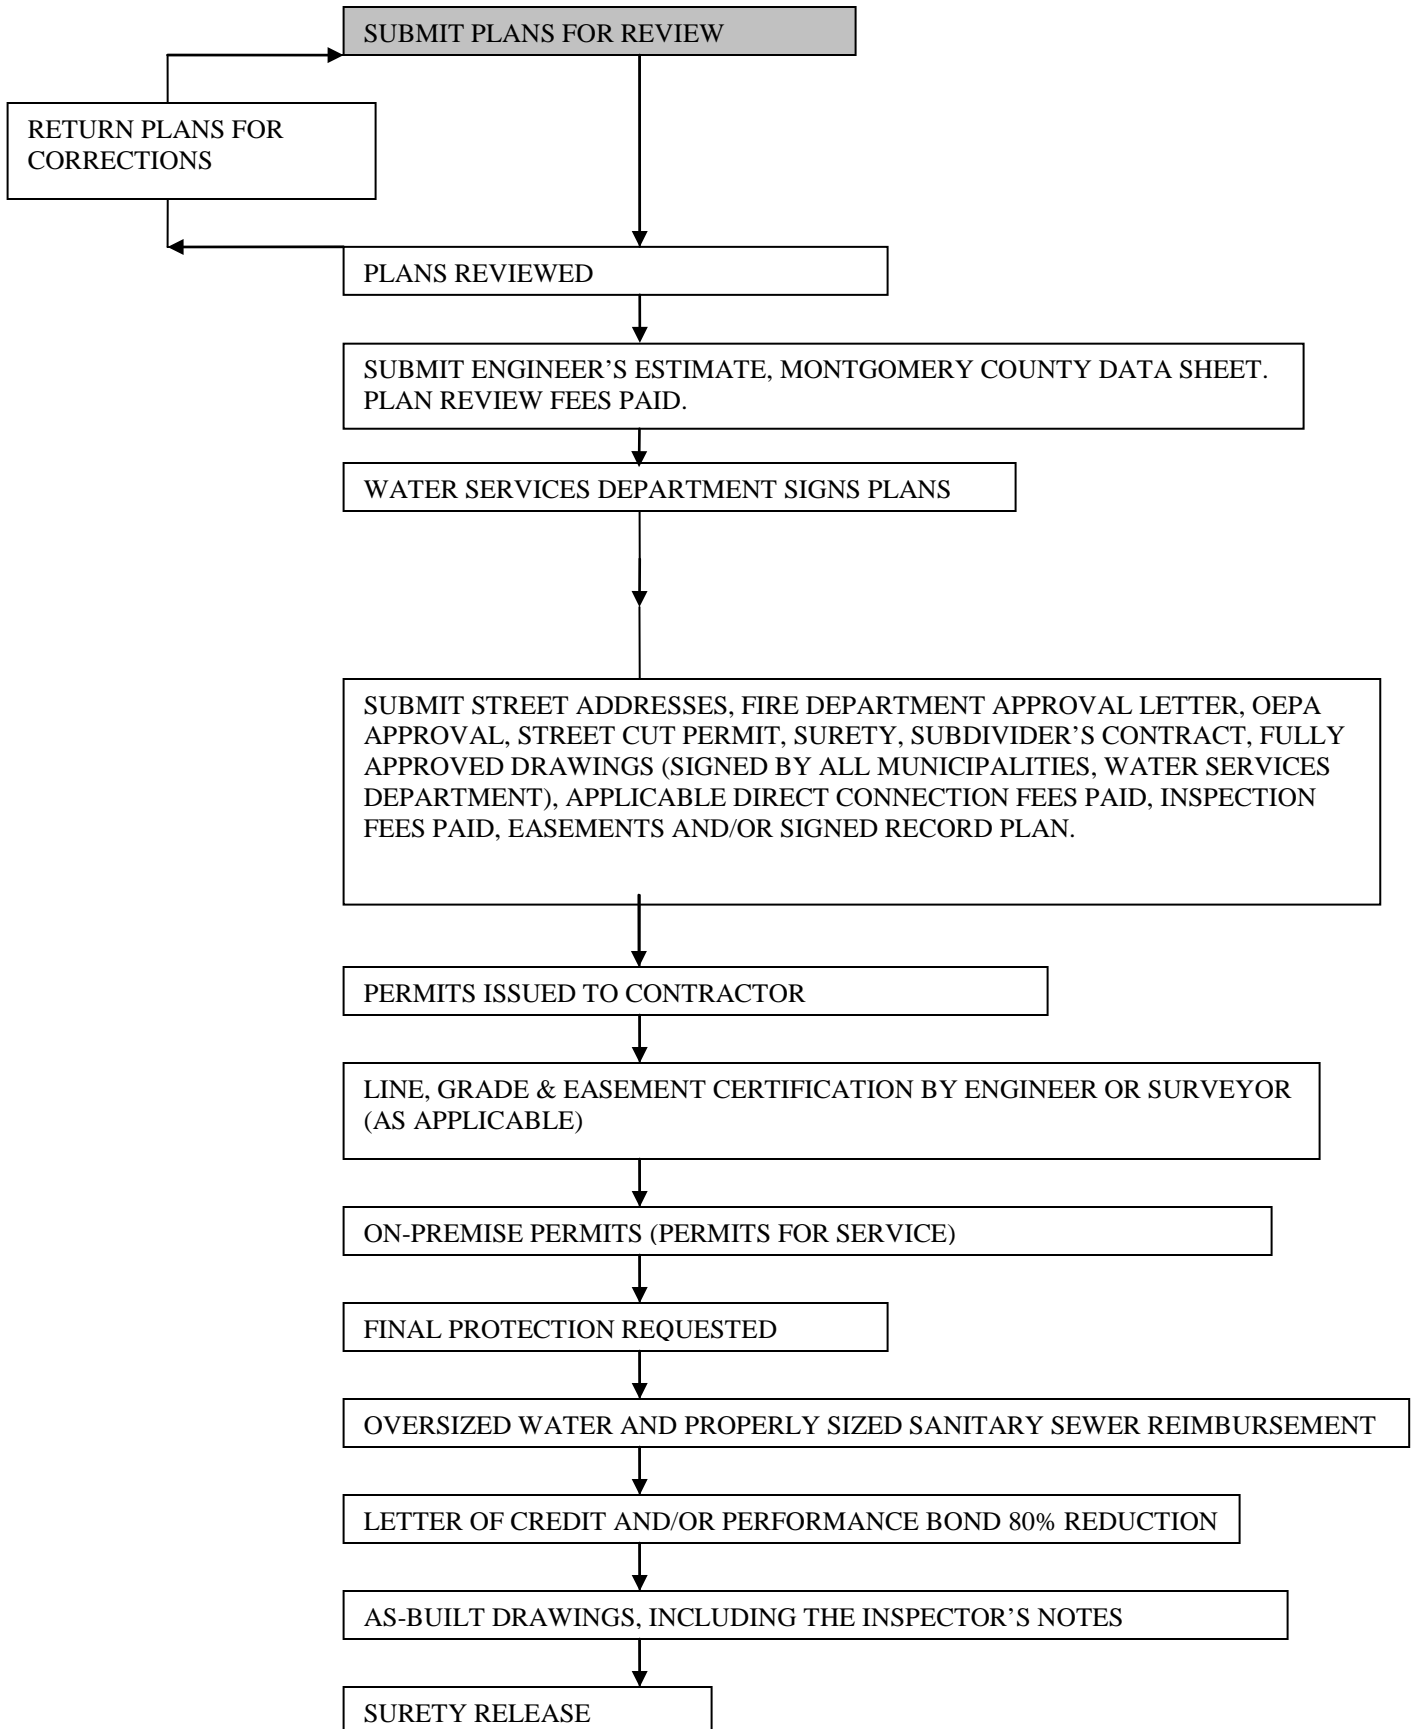 SUBMIT PLANS FOR REVIEW
RETURN PLANS FOR
CORRECTIONS
PLANS REVIEWED
SUBMIT ENGINEER’S ESTIMATE, MONTGOMERY COUNTY DATA SHEET.
PLAN REVIEW FEES PAID.
WATER SERVICES DEPARTMENT SIGNS PLANS
SUBMIT STREET ADDRESSES, FIRE DEPARTMENT APPROVAL LETTER, OEPA
APPROVAL, STREET CUT PERMIT, SURETY, SUBDIVIDER’S CONTRACT, FULLY
APPROVED DRAWINGS (SIGNED BY ALL MUNICIPALITIES, WATER SERVICES
DEPARTMENT), APPLICABLE DIRECT CONNECTION FEES PAID, INSPECTION
FEES PAID, EASEMENTS AND/OR SIGNED RECORD PLAN.
PERMITS ISSUED TO CONTRACTOR
LINE, GRADE & EASEMENT CERTIFICATION BY ENGINEER OR SURVEYOR
(AS APPLICABLE)
ON-PREMISE PERMITS (PERMITS FOR SERVICE)
FINAL PROTECTION REQUESTED
OVERSIZED WATER AND PROPERLY SIZED SANITARY SEWER REIMBURSEMENT
LETTER OF CREDIT AND/OR PERFORMANCE BOND 80% REDUCTION
AS-BUILT DRAWINGS, INCLUDING THE INSPECTOR’S NOTES
SURETY RELEASE